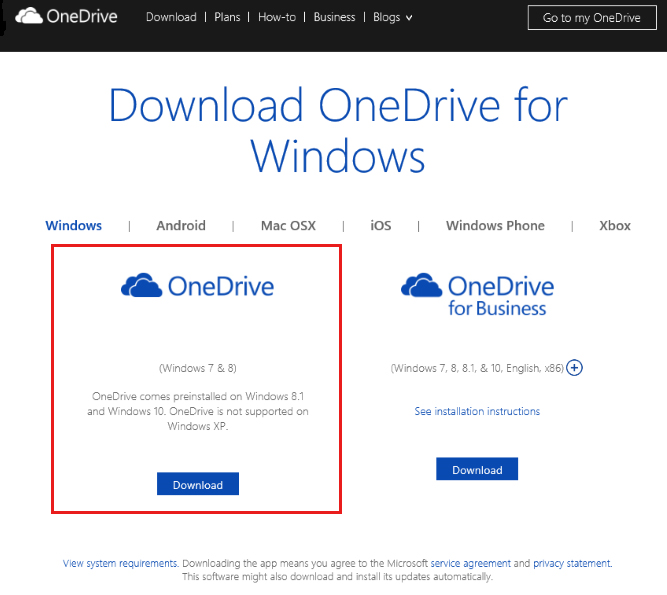 OneDrive Download | Plans | How-to | Business | Blogs Go to my OneDrive
Download OneDrive for
Windows
Windows | Android | Mac OSX | iOS | Windows Phone | Xbox
OneDrive
(Windows 7 & 8)
OneDrive comes preinstalled on Windows 8.1
and Windows 10. OneDrive is not supported on
Windows XP.
Download
OneDrive
for Business
(Windows 7, 8, 8.1, & 10, English, x86)
See installation instructions
Download
View system requirements. Downloading the app means you agree to the Microsoft service agreement and privacy statement.
This software might also download and install its updates automatically.